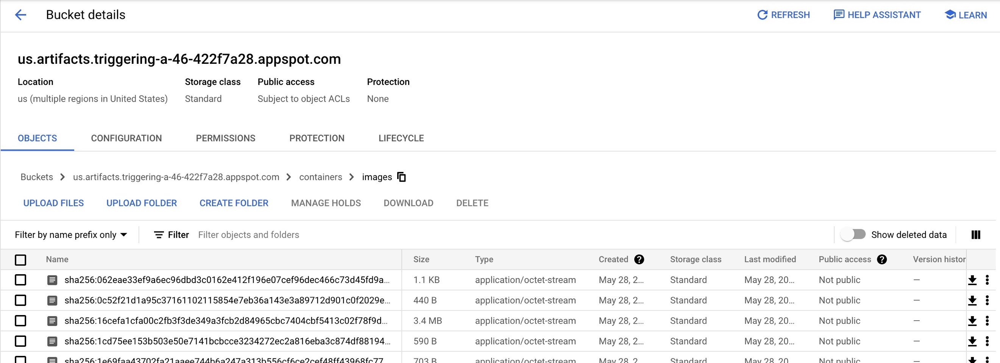 Bucket details REFRESH HELP ASSISTANT LEARN
us.artifacts.triggering-a-46-422f7a28.appspot.com
Location Storage class Public access Protection
us (multiple regions in United States) Standard Subject to object ACLs None
OBJECTS CONFIGURATION PERMISSIONS PROTECTION LIFECYCLE
Buckets us.artifacts.triggering-a-46-422f7a28.appspot.com containers images
UPLOAD FILES UPLOAD FOLDER CREATE FOLDER MANAGE HOLDS DOWNLOAD DELETE
Filter by name prefix only Filter Filter objects and folders Show deleted data
Name Size Type Created Storage class Last modified Public access Version histor
sha256:062eae33ef9a6ec96dbd3c0162e412f196e07cef96dec466c73d45fd9a... 1.1 KB application/octet-stream May 28, 2... Standard May 28, 20... Not public —
sha256:0c52f21d1a95c37161102115854e7eb36a143e3a89712d901c0f2029e... 440 B application/octet-stream May 28, 2... Standard May 28, 20... Not public —
sha256:16cefa1cfa00c2fb3f3de349a3fcb2d84965cbc7404cbf5413c02f78f9d... 3.4 MB application/octet-stream May 28, 2... Standard May 28, 20... Not public —
sha256:1cd75ee153b503e50e7141bcbcce3234272ec2a816eba3c874df88194... 590 B application/octet-stream May 28, 2... Standard May 28, 20... Not public —
sha256:1e69faa43702fa21aaee744b6a247a313b556cf6ce2cef48ff43968fc77 703 B application/octet-stream May 28, 2 Standard May 28, 20 Not public —